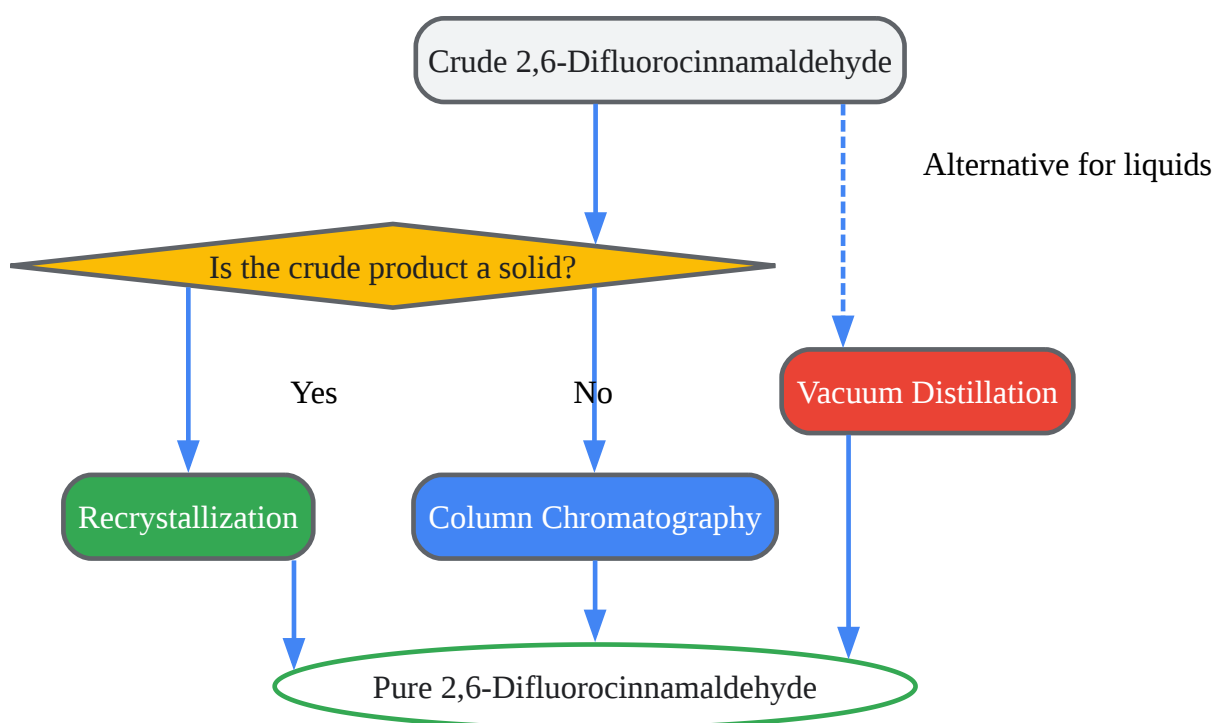 Crude 2,6-Difluorocinnamaldehyde
Alternative for liquids
Is the crude product a solid?
Yes
No
Vacuum Distillation
Recrystallization
Column Chromatography
Pure 2,6-Difluorocinnamaldehyde